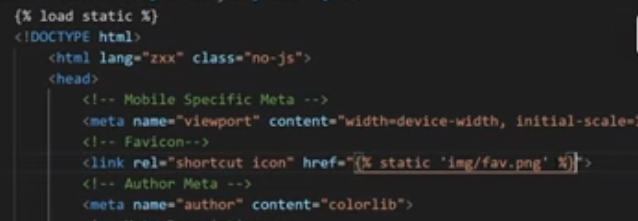 {% load static %}
<!DOCTYPE html>
<html lang="zxx" class="no-js">
<head>
<!-- Mobile Specific Meta -->
<meta name="viewport" content="width=device-width, initial-scale=
<!-- Favicon-->
<link rel="shortcut icon" href="{% static 'img/fav.png' %}">
<!-- Author Meta -->
<meta name="author" content="colorlib">